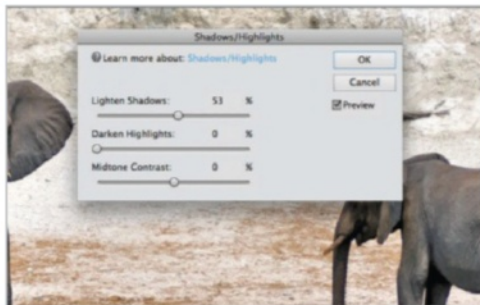 Shadows/Highlights
Learn more about: Shadows/Highlights
OK
Cancel
Lighten Shadows: 53 %
Preview
Darken Highlights: 0 %
Midtone Contrast: 0 %